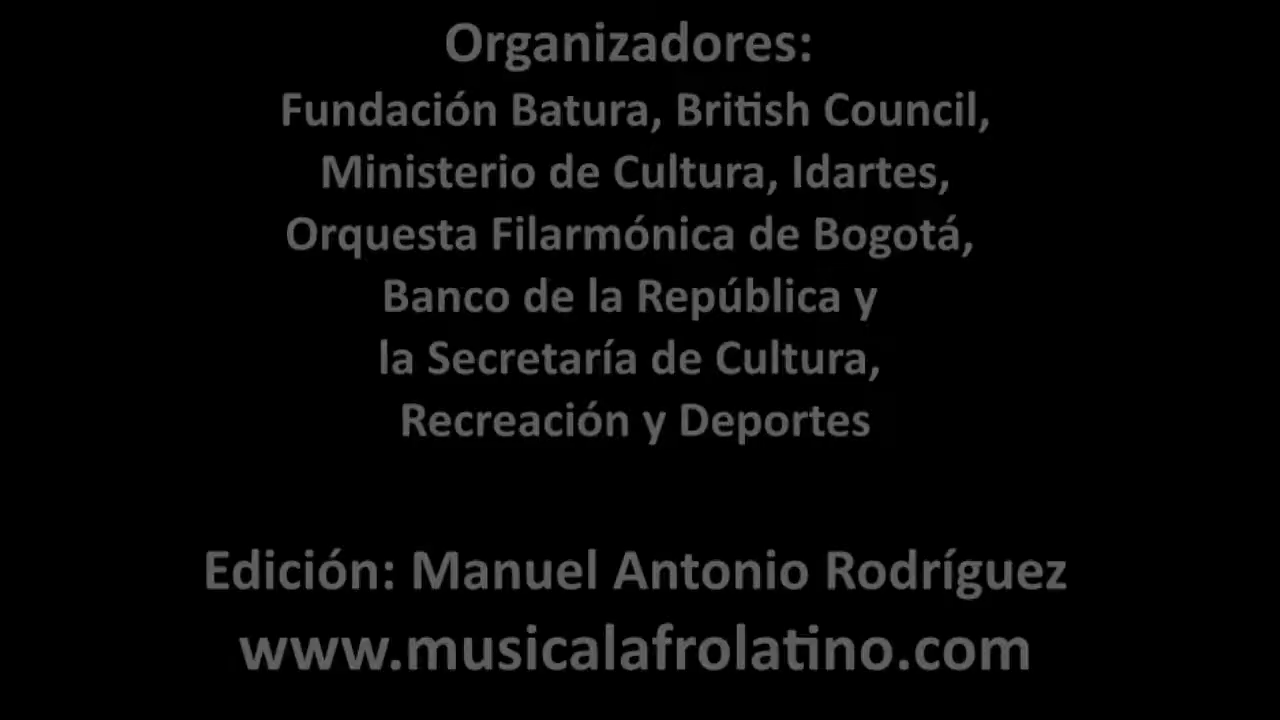 Organizadores:
Fundación Batura, British Council,
Ministerio de Cultura, Idartes,
Orquesta Filarmónica de Bogotá,
Banco de la República y
la Secretaría de Cultura,
Recreación y Deportes
Edición: Manuel Antonio Rodríguez
www.musicalafrolatino.com